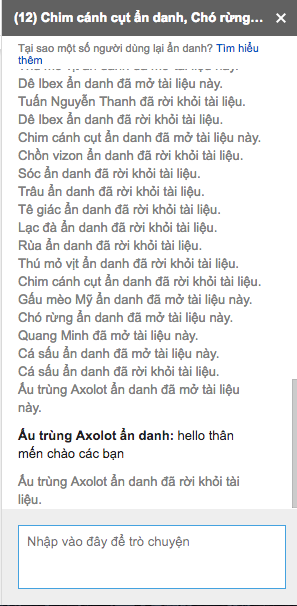 (12) Chim cánh cụt ẩn danh, Chó rừng... ×
Tại sao một số người dùng lại ẩn danh? Tìm hiểu
thêm
Thú mỏ vịt ẩn danh đã mở tài liệu này.
Dê Ibex ẩn danh đã mở tài liệu này.
Tuấn Nguyễn Thanh đã rời khỏi tài liệu.
Dê Ibex ẩn danh đã rời khỏi tài liệu.
Chim cánh cụt ẩn danh đã mở tài liệu này.
Chồn vizon ẩn danh đã rời khỏi tài liệu.
Sóc ẩn danh đã rời khỏi tài liệu.
Trâu ẩn danh đã rời khỏi tài liệu.
Tê giác ẩn danh đã rời khỏi tài liệu.
Lạc đà ẩn danh đã rời khỏi tài liệu.
Rùa ẩn danh đã rời khỏi tài liệu.
Thú mỏ vịt ẩn danh đã rời khỏi tài liệu.
Chim cánh cụt ẩn danh đã rời khỏi tài liệu.
Gấu mèo Mỹ ẩn danh đã mở tài liệu này.
Chó rừng ẩn danh đã rời khỏi tài liệu.
Quang Minh đã mở tài liệu này.
Cá sấu ẩn danh đã mở tài liệu này.
Cá sấu ẩn danh đã rời khỏi tài liệu.
Ấu trùng Axolot ẩn danh đã mở tài liệu
này.
Ấu trùng Axolot ẩn danh: hello thân
mến chào các bạn
Ấu trùng Axolot ẩn danh đã rời khỏi tài
liệu.
Nhập vào đây để trò chuyện